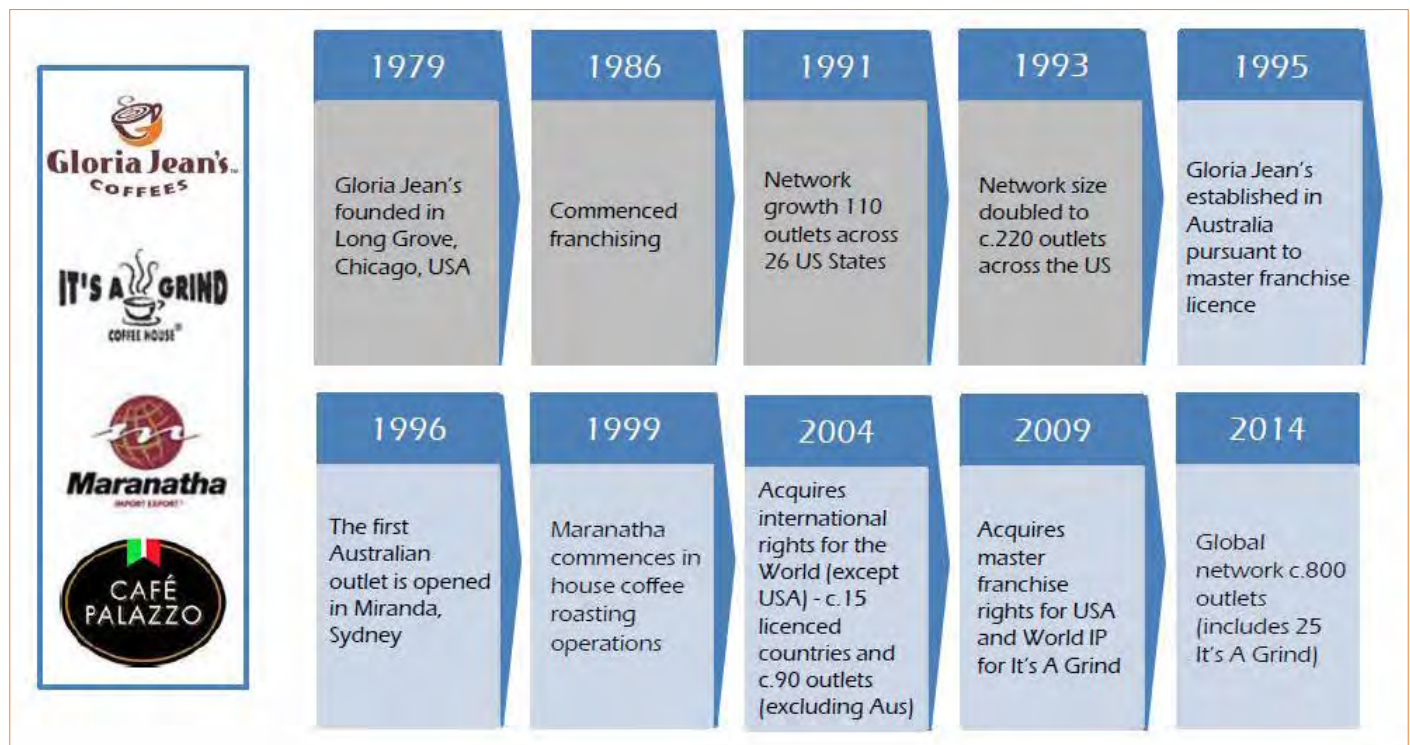 Gloria Jean's™
COFFEES
IT'S A GRIND
COFFEE HOUSE®
Maranatha
IMPORT EXPORT
CAFÉ
PALAZZO
1979
Gloria Jean's
founded in
Long Grove,
Chicago, USA
1986
Commenced
franchising
1991
Network
growth 110
outlets across
26 US States
1993
Network size
doubled to
c.220 outlets
across the US
1995
Gloria Jean's
established in
Australia
pursuant to
master franchise
licence
1996
The first
Australian
outlet is opened
in Miranda,
Sydney
1999
Maranatha
commences in
house coffee
roasting
operations
2004
Acquires
international
rights for the
World (except
USA) - c.15
licenced
countries and
c.90 outlets
(excluding Aus)
2009
Acquires
master
franchise
rights for USA
and World IP
for It's A Grind
2014
Global
network c.800
outlets
(includes 25
It's A Grind)